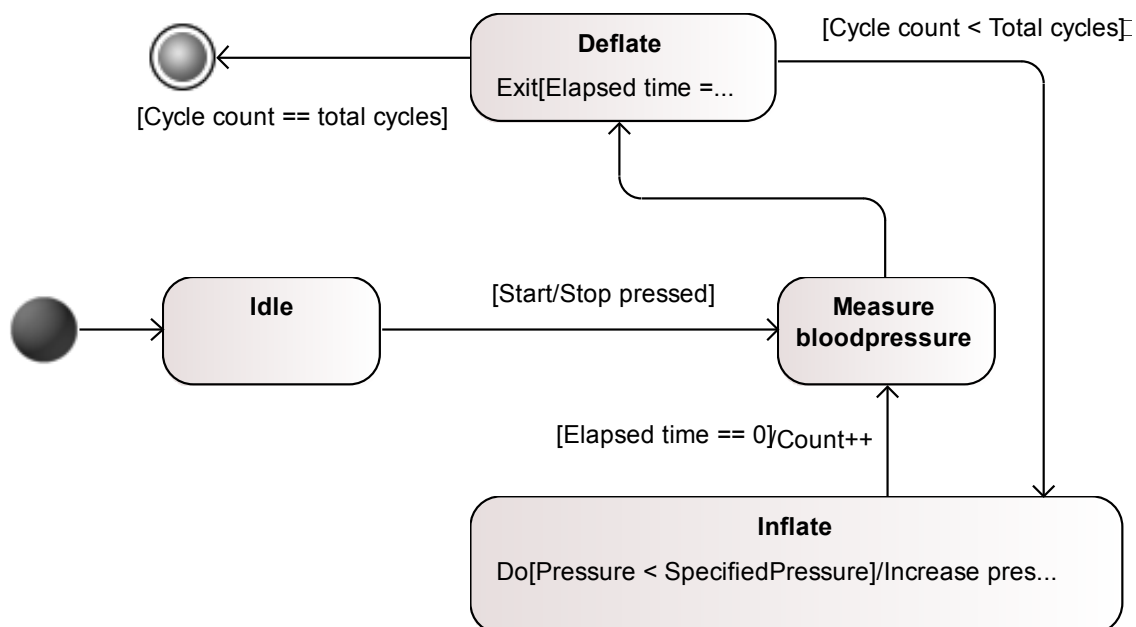 Deflate
Exit[Elapsed time =...
[Cycle count < Total cycles]
[Cycle count == total cycles]
Idle
[Start/Stop pressed]
Measure
bloodpressure
[Elapsed time == 0]/Count++
Inflate
Do[Pressure < SpecifiedPressure]/Increase pres...